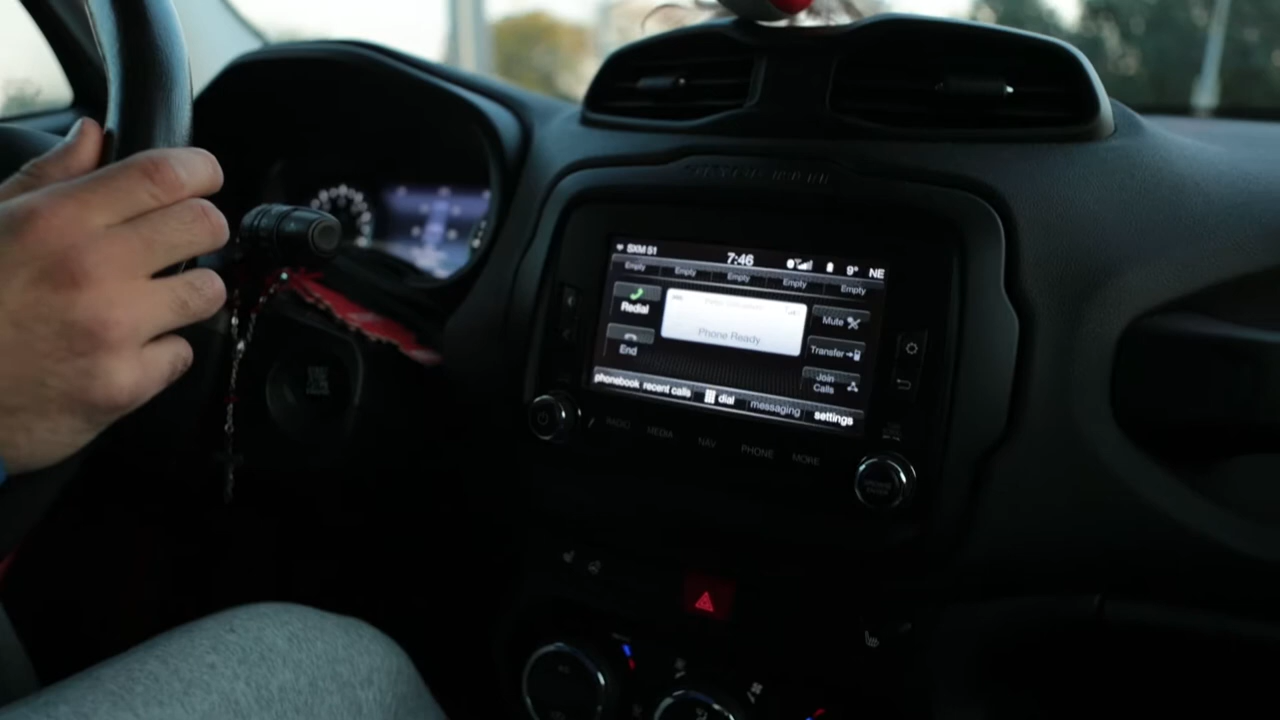 SXM 51 7:46 9° NE
Empty Empty Empty Empty Empty
Redial
Phone Ready
Mute
End
Transfer
Join
Calls
phonebook recent calls dial messaging settings
RADIO MEDIA NAV PHONE MORE